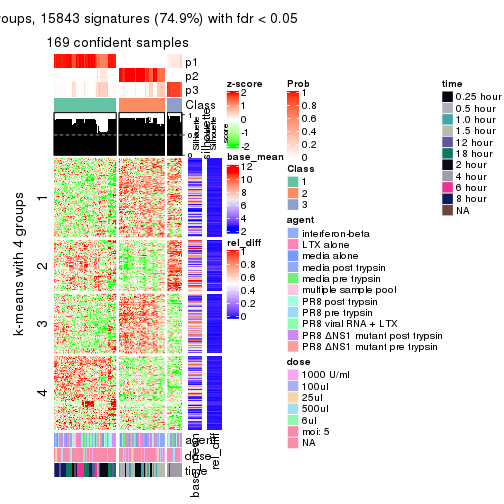 oups, 15843 signatures (74.9%) with fdr < 0.05
169 confident samples
p1
p2
p3
Class
1
0.5
0
Silhouette
score
silhouette
k-means with 4 groups
1
2
3
4
agent
dose
time
base_mean
rel_diff
z-score
2
1
0
-1
-2
base_mean
12
10
8
6
4
2
rel_diff
1
0.8
0.6
0.4
0.2
0
Prob
1
0.8
0.6
0.4
0.2
0
Class
1
2
3
agent
interferon-beta
LTX alone
media alone
media post trypsin
media pre trypsin
multiple sample pool
PR8 post trypsin
PR8 pre trypsin
PR8 viral RNA + LTX
PR8 ΔNS1 mutant post trypsin
PR8 ΔNS1 mutant pre trypsin
dose
1000 U/ml
100ul
25ul
500ul
6ul
moi: 5
NA
time
0.25 hour
0.5 hour
1.0 hour
1.5 hour
12 hour
18 hour
2 hour
4 hour
6 hour
8 hour
NA